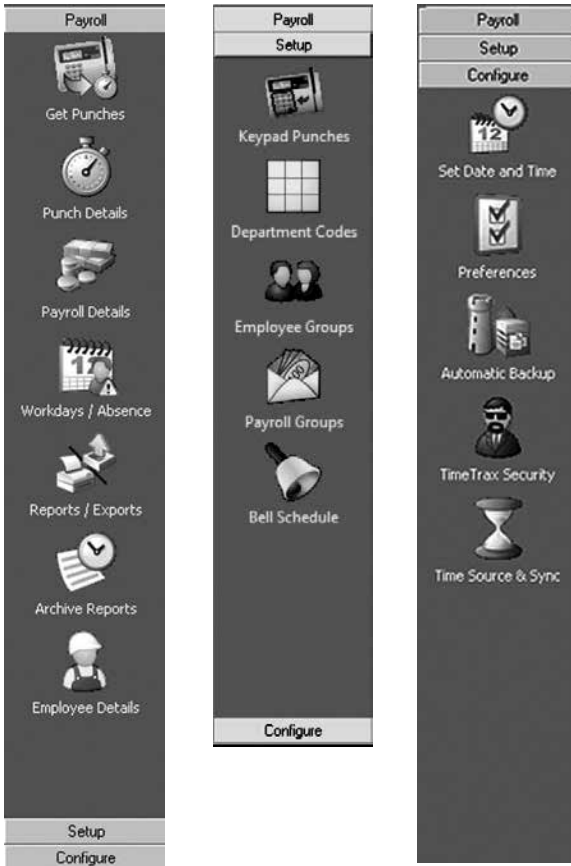 Payroll
Get Punches
Punch Details
Payroll Details
Workdays / Absence
Reports / Exports
Archive Reports
Employee Details
Setup
Configure
Payroll
Setup
Keypad Punches
Department Codes
Employee Groups
Payroll Groups
Bell Schedule
Configure
Payroll
Setup
Configure
12
Set Date and Time
Preferences
Automatic Backup
TimeTrax Security
Time Source & Sync